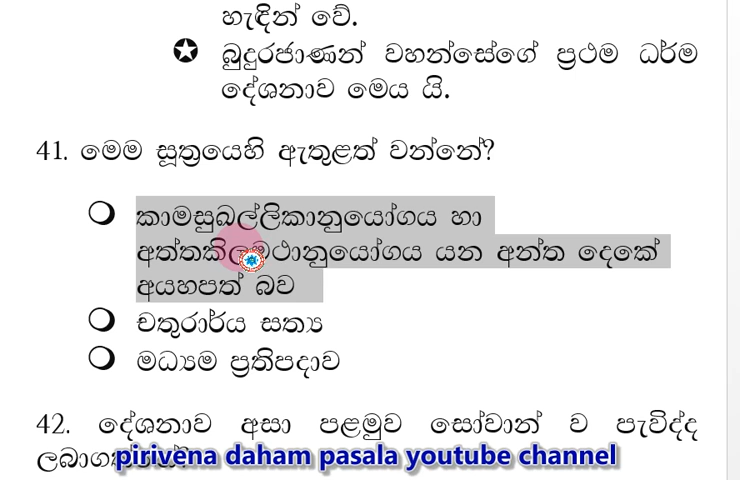 හැඳින් වේ.
බුදුරජාණන් වහන්සේගේ ප්‍රථම ධර්ම
දේශනාව මෙය යි.
41. මෙම සූත්‍රයෙහි ඇතුළත් වන්නේ?
කාමසුඛල්ලිකානුයෝගය හා
අත්තකිලමථානුයෝගය යන අන්ත දෙකේ
අයහපත් බව
චතුරාර්ය සත්‍ය
මධ්‍යම ප්‍රතිපදාව
42. දේශනාව අසා පළමුව සෝවාන් ව පැවිද්ද
pirivena daham pasala youtube channel